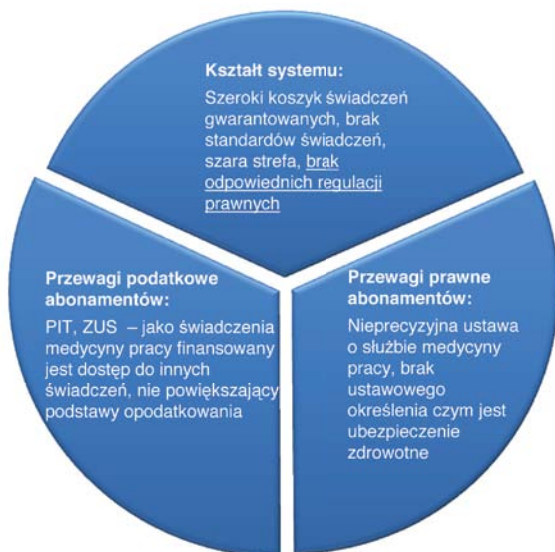 Kształt systemu:
Szeroki koszyk świadczeń
gwarantowanych, brak
standardów świadczeń,
szara strefa, brak
odpowiednich regulacji
prawnych
Przewagi podatkowe
abonamentów:
PIT, ZUS – jako świadczenia
medycyny pracy finansowany
jest dostęp do innych
świadczeń, nie powiększający
podstawy opodatkowania
Przewagi prawne
abonamentów:
Nieprecyzyjna ustawa
o służbie medycyny
pracy, brak
ustawowego
określenia czym jest
ubezpieczenie
zdrowotne